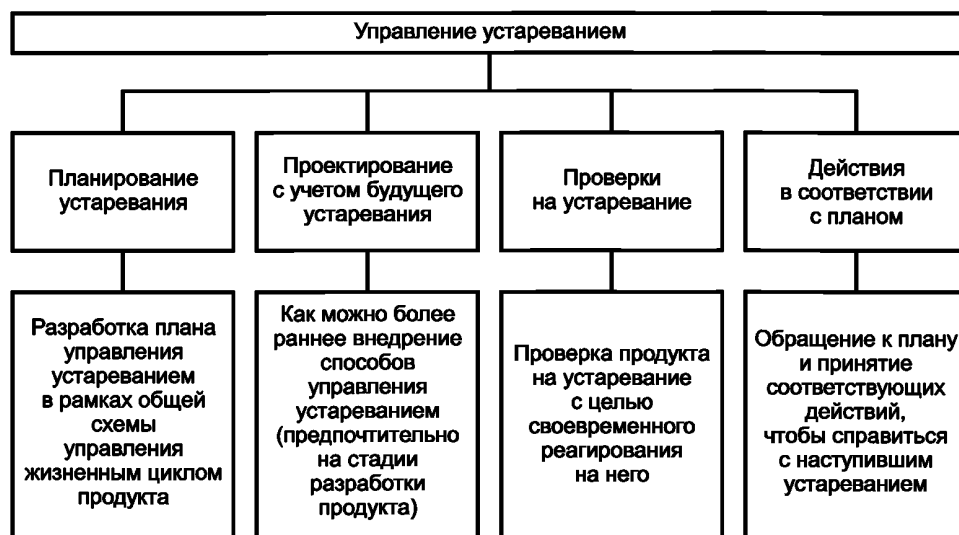 Управление устареванием
Планирование
устаревания
Проектирование
с учетом будущего
устаревания
Проверки
на устаревание
Действия
в соответствии
с планом
Разработка плана
управления
устареванием
в рамках общей
схемы
управления
жизненным циклом
продукта
Как можно более
раннее внедрение
способов
управления
устареванием
(предпочтительно
на стадии
разработки
продукта)
Проверка продукта
на устаревание
с целью
своевременного
реагирования
на него
Обращение к плану
и принятие
соответствующих
действий,
чтобы справиться
с наступившим
устареванием